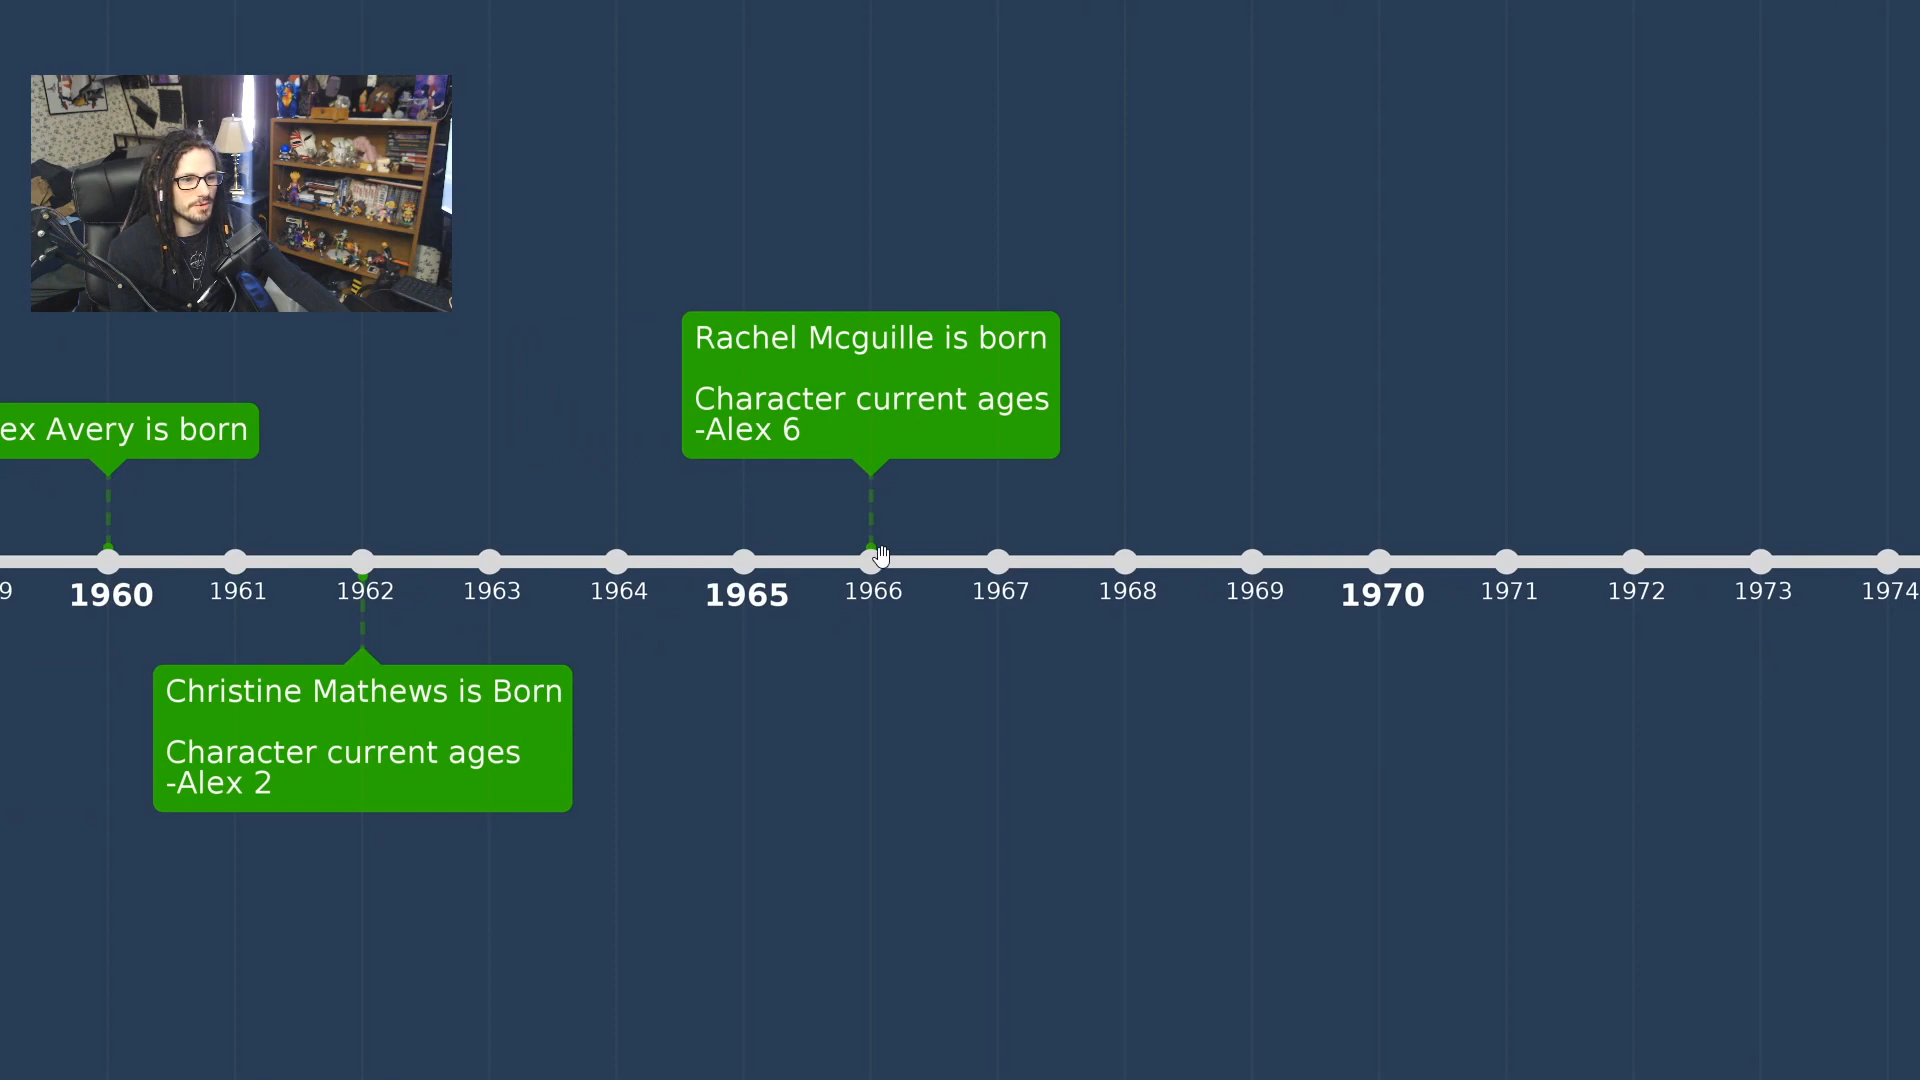 Rachel Mcguille is born
Character current ages
-Alex 6
ex Avery is born
9
1960
1961
1962
1963
1964
1965
1966
1967
1968
1969
1970
1971
1972
1973
1974
Christine Mathews is Born
Character current ages
-Alex 2